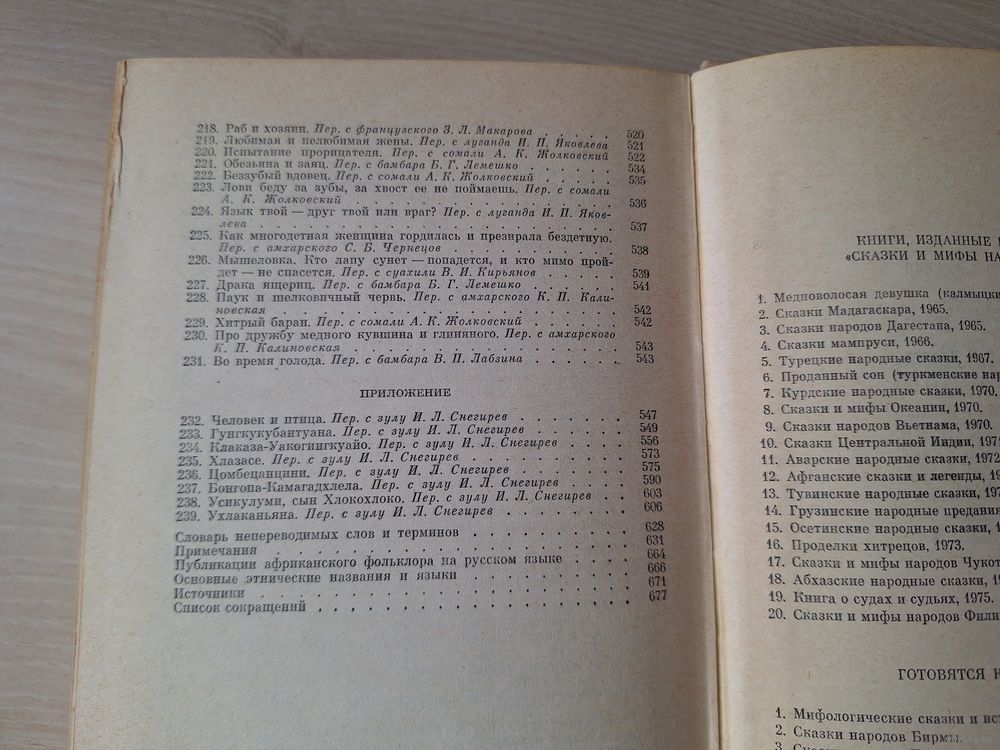 218. Раб и хозяин. Пер. с французского З. Л. Макарова . . . . . 520
219. Любимая и нелюбимая жены. Пер. с луганда И. П. Яковлева 521
220. Испытание прорицателя. Пер. с сомали А. К. Жолковский 522
221. Обезьяна и заяц. Пер. с бамбара Б. Г. Лемешко . . . . . 534
222. Беззубый вдовец. Пер. с сомали А. К. Жолковский . . . . 535
223. Лови беду за зубы, за хвост ее не поймаешь. Пер. с сомали
А. К. Жолковский . . . . . . . . . . . . . . 536
224. Язык твой — друг твой или враг? Пер. с луганда И. П. Яков-
лева . . . . . . . . . . . . . . . . . . 537
225. Как многодетная женщина гордилась и презирала бездетную.
Пер. с амхарского С. Б. Чернецов . . . . . . . . . 538
226. Мышеловка. Кто лапу сунет — попадется, и кто мимо прой-
дет — не спасется. Пер. с суахили В. И. Кирьянов . . . . . 539
227. Драка ящериц. Пер. с бамбара Б. Г. Лемешко . . . . . . 541
228. Паук и шелковичный червь. Пер. с амхарского К. П. Кали-
новская . . . . . . . . . . . . . . . . . 542
229. Хитрый баран. Пер. с сомали А. К. Жолковский . . . . . 542
230. Про дружбу медного кувшина и глиняного. Пер. с амхарского
К. П. Калиновская . . . . . . . . . . . . . . 543
231. Во время голода. Пер. с бамбара В. П. Лабзина . . . . . 543
ПРИЛОЖЕНИЕ
232. Человек и птица. Пер. с зулу И. Л. Снегирев . . . . . . 547
233. Гунгкукубантуана. Пер. с зулу И. Л. Снегирев . . . . . 549
234. Клаказа-Уакогингкуайо. Пер. с зулу И. Л. Снегирев . . . . 556
235. Хлазасе. Пер. с зулу И. Л. Снегирев . . . . . . . . 573
236. Цомбецанцини. Пер. с зулу И. Л. Снегирев . . . . . . 575
237. Бонгопа-Камагадхлела. Пер. с зулу И. Л. Снегирев . . . . 590
238. Усикулуми, сын Хлокохлоко. Пер. с зулу И. Л. Снегирев . . 603
239. Ухлаканьяна. Пер. с зулу И. Л. Снегирев . . . . . . . 606
Словарь непереводимых слов и терминов . . . . . . . . . 628
Примечания . . . . . . . . . . . . . . . . . 631
Публикации африканского фольклора на русском языке . . . . 664
Основные этнические названия и языки . . . . . . . . . 666
Источники . . . . . . . . . . . . . . . . . . 671
Список сокращений . . . . . . . . . . . . . . . 677
КНИГИ, ИЗДАННЫЕ
«СКАЗКИ И МИФЫ НА
1. Медноволосая девушка (калмыцки
2. Сказки Мадагаскара, 1965.
3. Сказки народов Дагестана, 1965.
4. Сказки мампруси, 1966.
5. Турецкие народные сказки, 1967.
6. Проданный сон (туркменские нар
7. Курдские народные сказки, 1970.
8. Сказки и мифы Океании, 1970.
9. Сказки народов Вьетнама, 1970.
10. Сказки Центральной Индии, 197
11. Аварские народные сказки, 1972
12. Афганские сказки и легенды, 19
13. Тувинские народные сказки, 197
14. Грузинские народные предания
15. Осетинские народные сказки, 1
16. Проделки хитрецов, 1973.
17. Сказки и мифы народов Чукот
18. Абхазские народные сказки, 19
19. Книга о судах и судьях, 1975.
20. Сказки и мифы народов Фили
ГОТОВЯТСЯ К
1. Мифологические сказки и ист
2. Сказки народов Бирмы.
3.